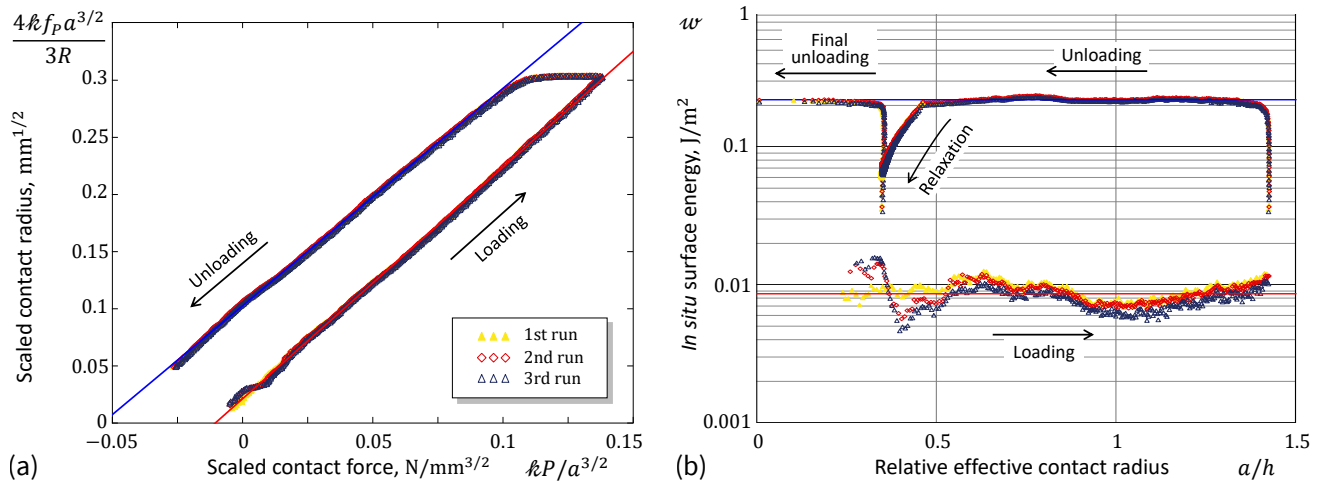 4𝓀f_P a^{3/2}
3R
Scaled contact radius, mm^{1/2}
0.3
0.2
0.15
0.1
0.05
0
Unloading
Loading
1st run
2nd run
3rd run
−0.05
0
0.05
0.1
0.15
(a)
Scaled contact force, N/mm^{3/2} 𝓀P/a^{3/2}
𝓌
In situ surface energy, J/m²
1
0.1
0.01
0.001
Final
unloading
Unloading
Relaxation
Loading
0
0.5
1
1.5
(b)
Relative effective contact radius a/h